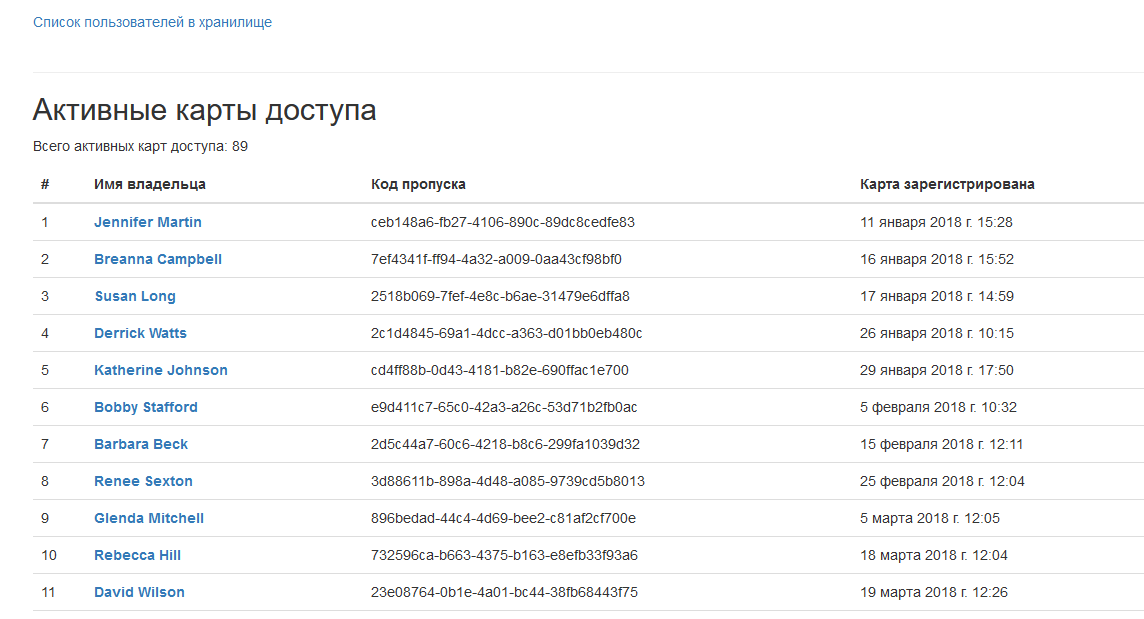 Список пользователей в хранилище
Активные карты доступа
Всего активных карт доступа: 89
# Имя владельца Код пропуска Карта зарегистрирована
1 Jennifer Martin ceb148a6-fb27-4106-890c-89dc8cedfe83 11 января 2018 г. 15:28
2 Breanna Campbell 7ef4341f-ff94-4a32-a009-0aa43cf98bf0 16 января 2018 г. 15:52
3 Susan Long 2518b069-7fef-4e8c-b6ae-31479e6dffa8 17 января 2018 г. 14:59
4 Derrick Watts 2c1d4845-69a1-4dcc-a363-d01bb0eb480c 26 января 2018 г. 10:15
5 Katherine Johnson cd4ff88b-0d43-4181-b82e-690ffac1e700 29 января 2018 г. 17:50
6 Bobby Stafford e9d411c7-65c0-42a3-a26c-53d71b2fb0ac 5 февраля 2018 г. 10:32
7 Barbara Beck 2d5c44a7-60c6-4218-b8c6-299fa1039d32 15 февраля 2018 г. 12:11
8 Renee Sexton 3d88611b-898a-4d48-a085-9739cd5b8013 25 февраля 2018 г. 12:04
9 Glenda Mitchell 896bedad-44c4-4d69-bee2-c81af2cf700e 5 марта 2018 г. 12:05
10 Rebecca Hill 732596ca-b663-4375-b163-e8efb33f93a6 18 марта 2018 г. 12:04
11 David Wilson 23e08764-0b1e-4a01-bc44-38fb68443f75 19 марта 2018 г. 12:26